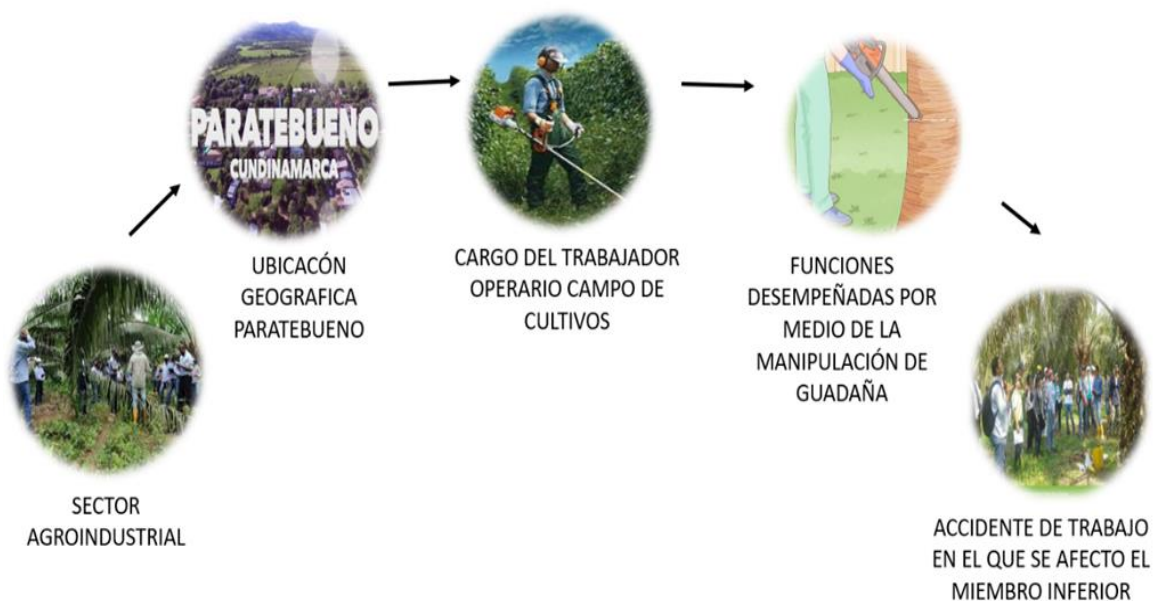 PARATEBUENO
CUNDINAMARCA
SECTOR
AGROINDUSTRIAL
UBICACÓN
GEOGRAFICA
PARATEBUENO
CARGO DEL TRABAJADOR
OPERARIO CAMPO DE
CULTIVOS
FUNCIONES
DESEMPEÑADAS POR
MEDIO DE LA
MANIPULACIÓN DE
GUADAÑA
ACCIDENTE DE TRABAJO
EN EL QUE SE AFECTO EL
MIEMBRO INFERIOR